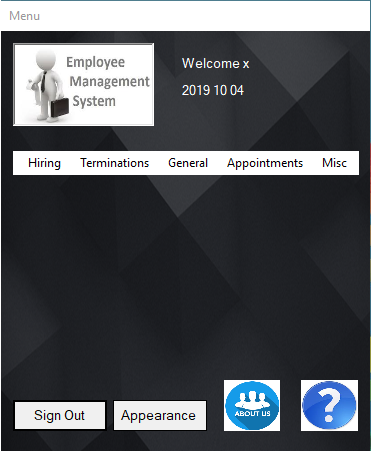 Menu
Employee
Management
System
Welcome x
2019 10 04
Hiring Terminations General Appointments Misc
Sign Out Appearance ABOUT US ?